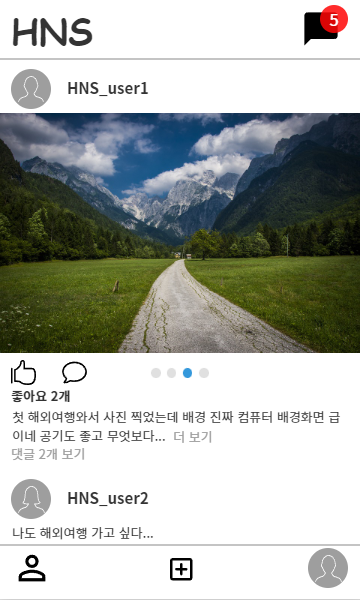 HNS
5
HNS_user1
좋아요 2개
첫 해외여행와서 사진 찍었는데 배경 진짜 컴퓨터 배경화면 급
이네 공기도 좋고 무엇보다... 더 보기
댓글 2개 보기
HNS_user2
나도 해외여행 가고 싶다...